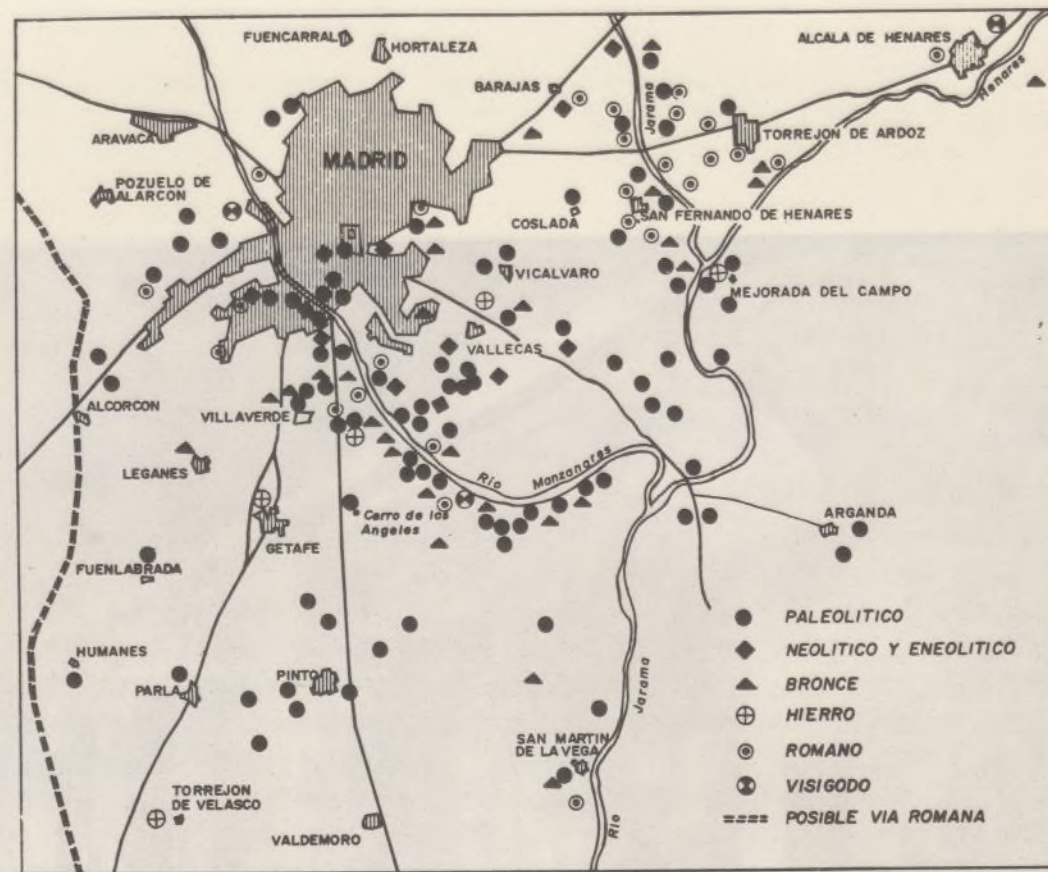 FUENCARRAL
HORTALEZA
ALCALA DE HENARES
BARAJAS
Jarama
Henares
ARAVACA
MADRID
TORREJON DE ARDOZ
POZUELO DE
ALARCON
COSLADA
SAN FERNANDO DE HENARES
VICALVARO
MEJORADA DEL CAMPO
VALLECAS
ALCORCON
VILLAVERDE
LEGANES
Río Manzanares
Cerro de los
Angeles
GETAFE
ARGANDA
FUENLABRADA
HUMANES
PARLA
PINTO
SAN MARTIN
DE LA VEGA
Río Jarama
TORREJON
DE VELASCO
VALDEMORO
PALEOLITICO
NEOLITICO Y ENEOLITICO
BRONCE
HIERRO
ROMANO
VISIGODO
POSIBLE VIA ROMANA